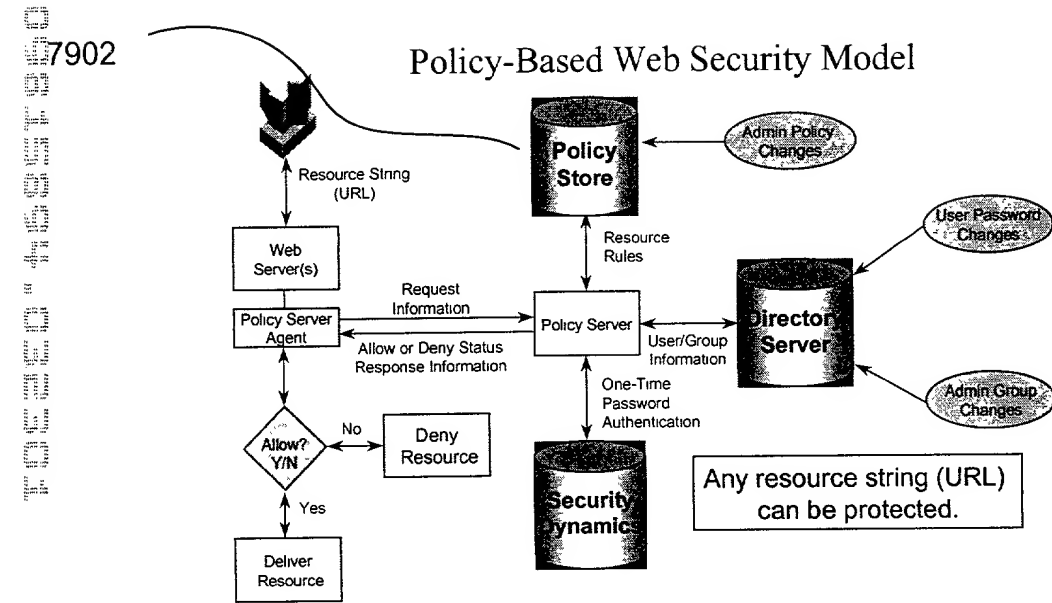 7902
Policy-Based Web Security Model
Policy
Store
Admin Policy
Changes
Resource String
(URL)
User Password
Changes
Web
Server(s)
Resource
Rules
Request
Information
Policy Server
Agent
Policy Server
Directory
Server
Allow or Deny Status
Response Information
User/Group
Information
One-Time
Password
Authentication
Admin Group
Changes
Allow?
Y/N
No
Deny
Resource
Yes
Security
Dynamics
Any resource string (URL)
can be protected.
Deliver
Resource